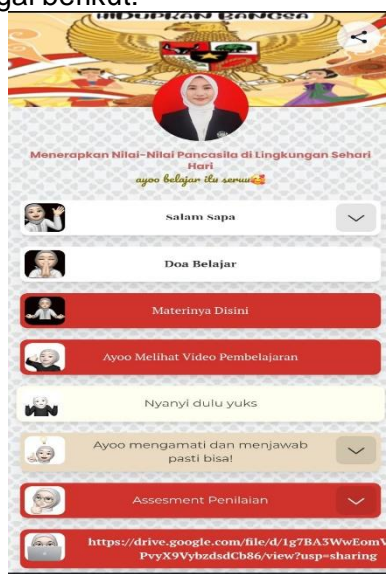 gai berikut.
HIDUPKAN BANGSA
Menerapkan Nilai-Nilai Pancasila di Lingkungan Sehari
Hari
ayoo belajar itu seruu🥰
Salam Sapa
Doa Belajar
Materinya Disini
Ayoo Melihat Video Pembelajaran
Nyanyi dulu yuks
Ayoo mengamati dan menjawab
pasti bisa!
Assesment Penilaian
https://drive.google.com/file/d/1g7BA3WwEomV
PvyX9VybzdsdCb86/view?usp=sharing